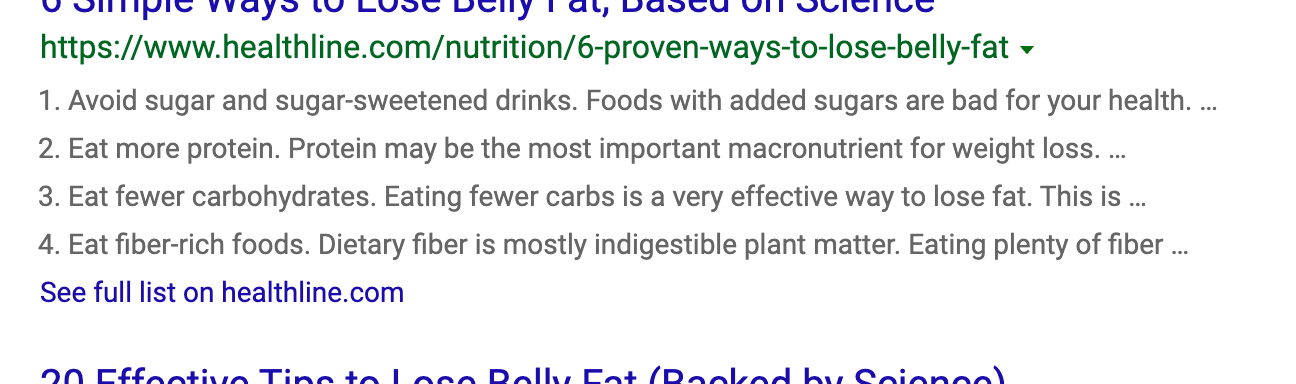 6 Simple Ways to Lose Belly Fat, Based on Science
https://www.healthline.com/nutrition/6-proven-ways-to-lose-belly-fat
1. Avoid sugar and sugar-sweetened drinks. Foods with added sugars are bad for your health. ...
2. Eat more protein. Protein may be the most important macronutrient for weight loss. ...
3. Eat fewer carbohydrates. Eating fewer carbs is a very effective way to lose fat. This is ...
4. Eat fiber-rich foods. Dietary fiber is mostly indigestible plant matter. Eating plenty of fiber ...
See full list on healthline.com
20 Effective Tips to Lose Belly Fat (Backed by Science)